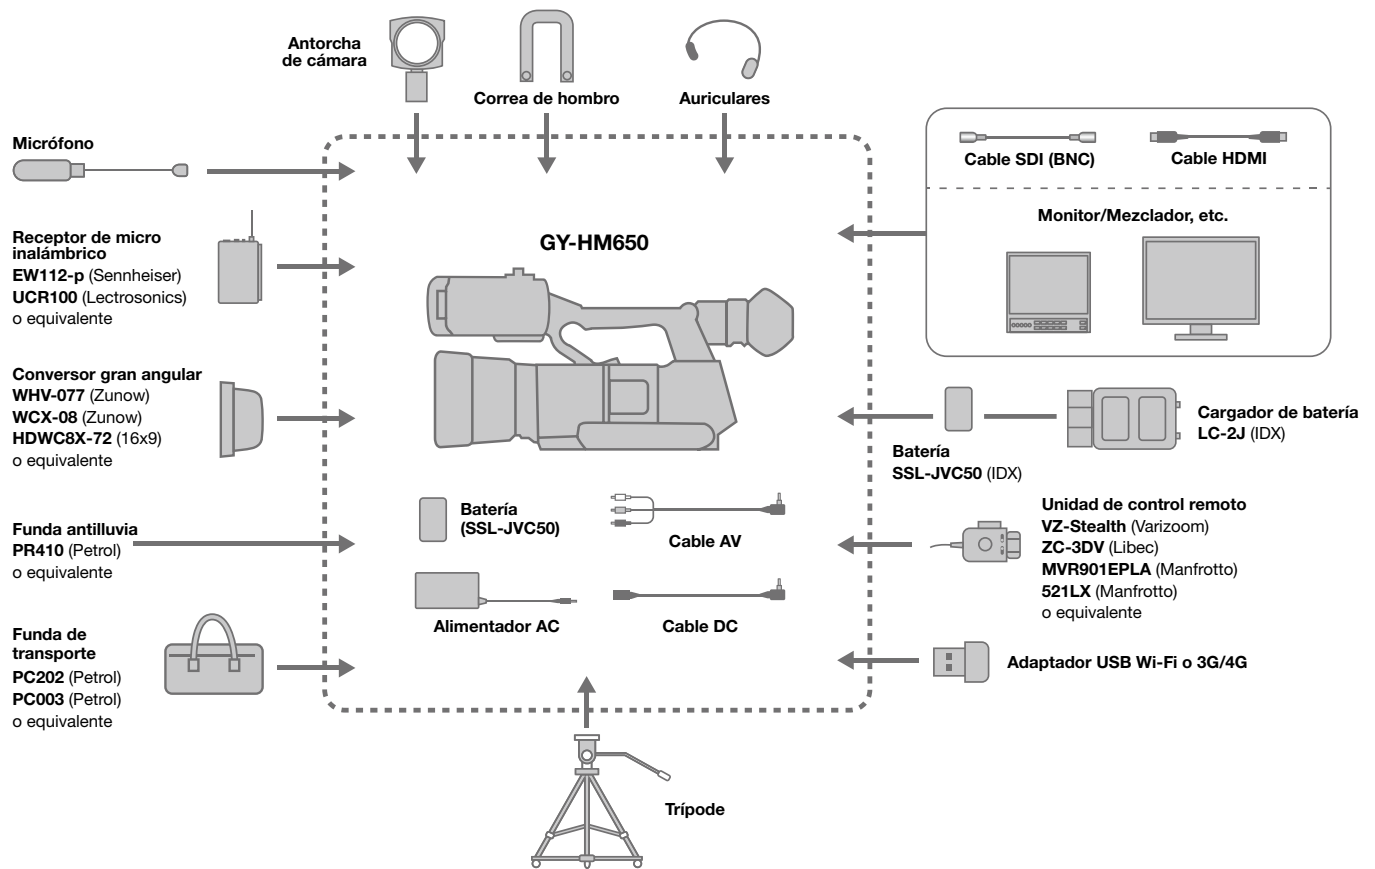 Antorcha
de cámara
Correa de hombro
Auriculares
Micrófono
Receptor de micro
inalámbrico
EW112-p (Sennheiser)
UCR100 (Lectrosonics)
o equivalente
Conversor gran angular
WHV-077 (Zunow)
WCX-08 (Zunow)
HDWC8X-72 (16x9)
o equivalente
Funda antilluvia
PR410 (Petrol)
o equivalente
Funda de
transporte
PC202 (Petrol)
PC003 (Petrol)
o equivalente
GY-HM650
Batería
(SSL-JVC50)
Cable AV
Alimentador AC
Cable DC
Trípode
Cable SDI (BNC)
Cable HDMI
Monitor/Mezclador, etc.
Batería
SSL-JVC50 (IDX)
Cargador de batería
LC-2J (IDX)
Unidad de control remoto
VZ-Stealth (Varizoom)
ZC-3DV (Libec)
MVR901EPLA (Manfrotto)
521LX (Manfrotto)
o equivalente
Adaptador USB Wi-Fi o 3G/4G